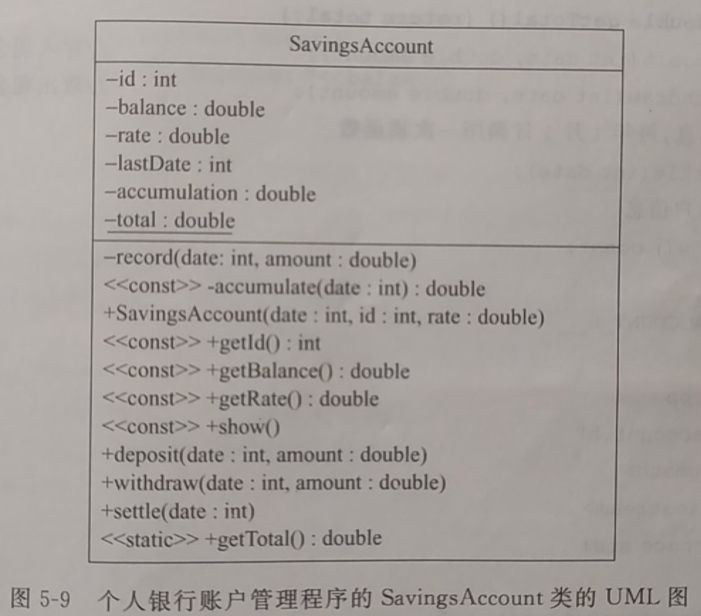 SavingsAccount
–id : int
–balance : double
–rate : double
–lastDate : int
–accumulation : double
–total : double
–record(date: int, amount : double)
<<const>> -accumulate(date : int) : double
+SavingsAccount(date : int, id : int, rate : double)
<<const>> +getId() : int
<<const>> +getBalance() : double
<<const>> +getRate() : double
<<const>> +show()
+deposit(date : int, amount : double)
+withdraw(date : int, amount : double)
+settle(date : int)
<<static>> +getTotal() : double
图 5-9 个人银行账户管理程序的 SavingsAccount 类的 UML 图